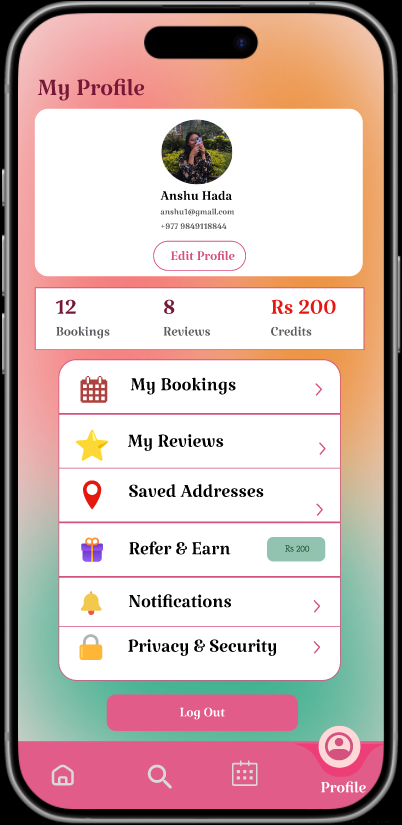 My Profile
Anshu Hada
anshu1@gmail.com
+977 9849118844
Edit Profile
12 8 Rs 200
Bookings Reviews Credits
My Bookings
My Reviews
Saved Addresses
Refer & Earn Rs 200
Notifications
Privacy & Security
Log Out
Profile